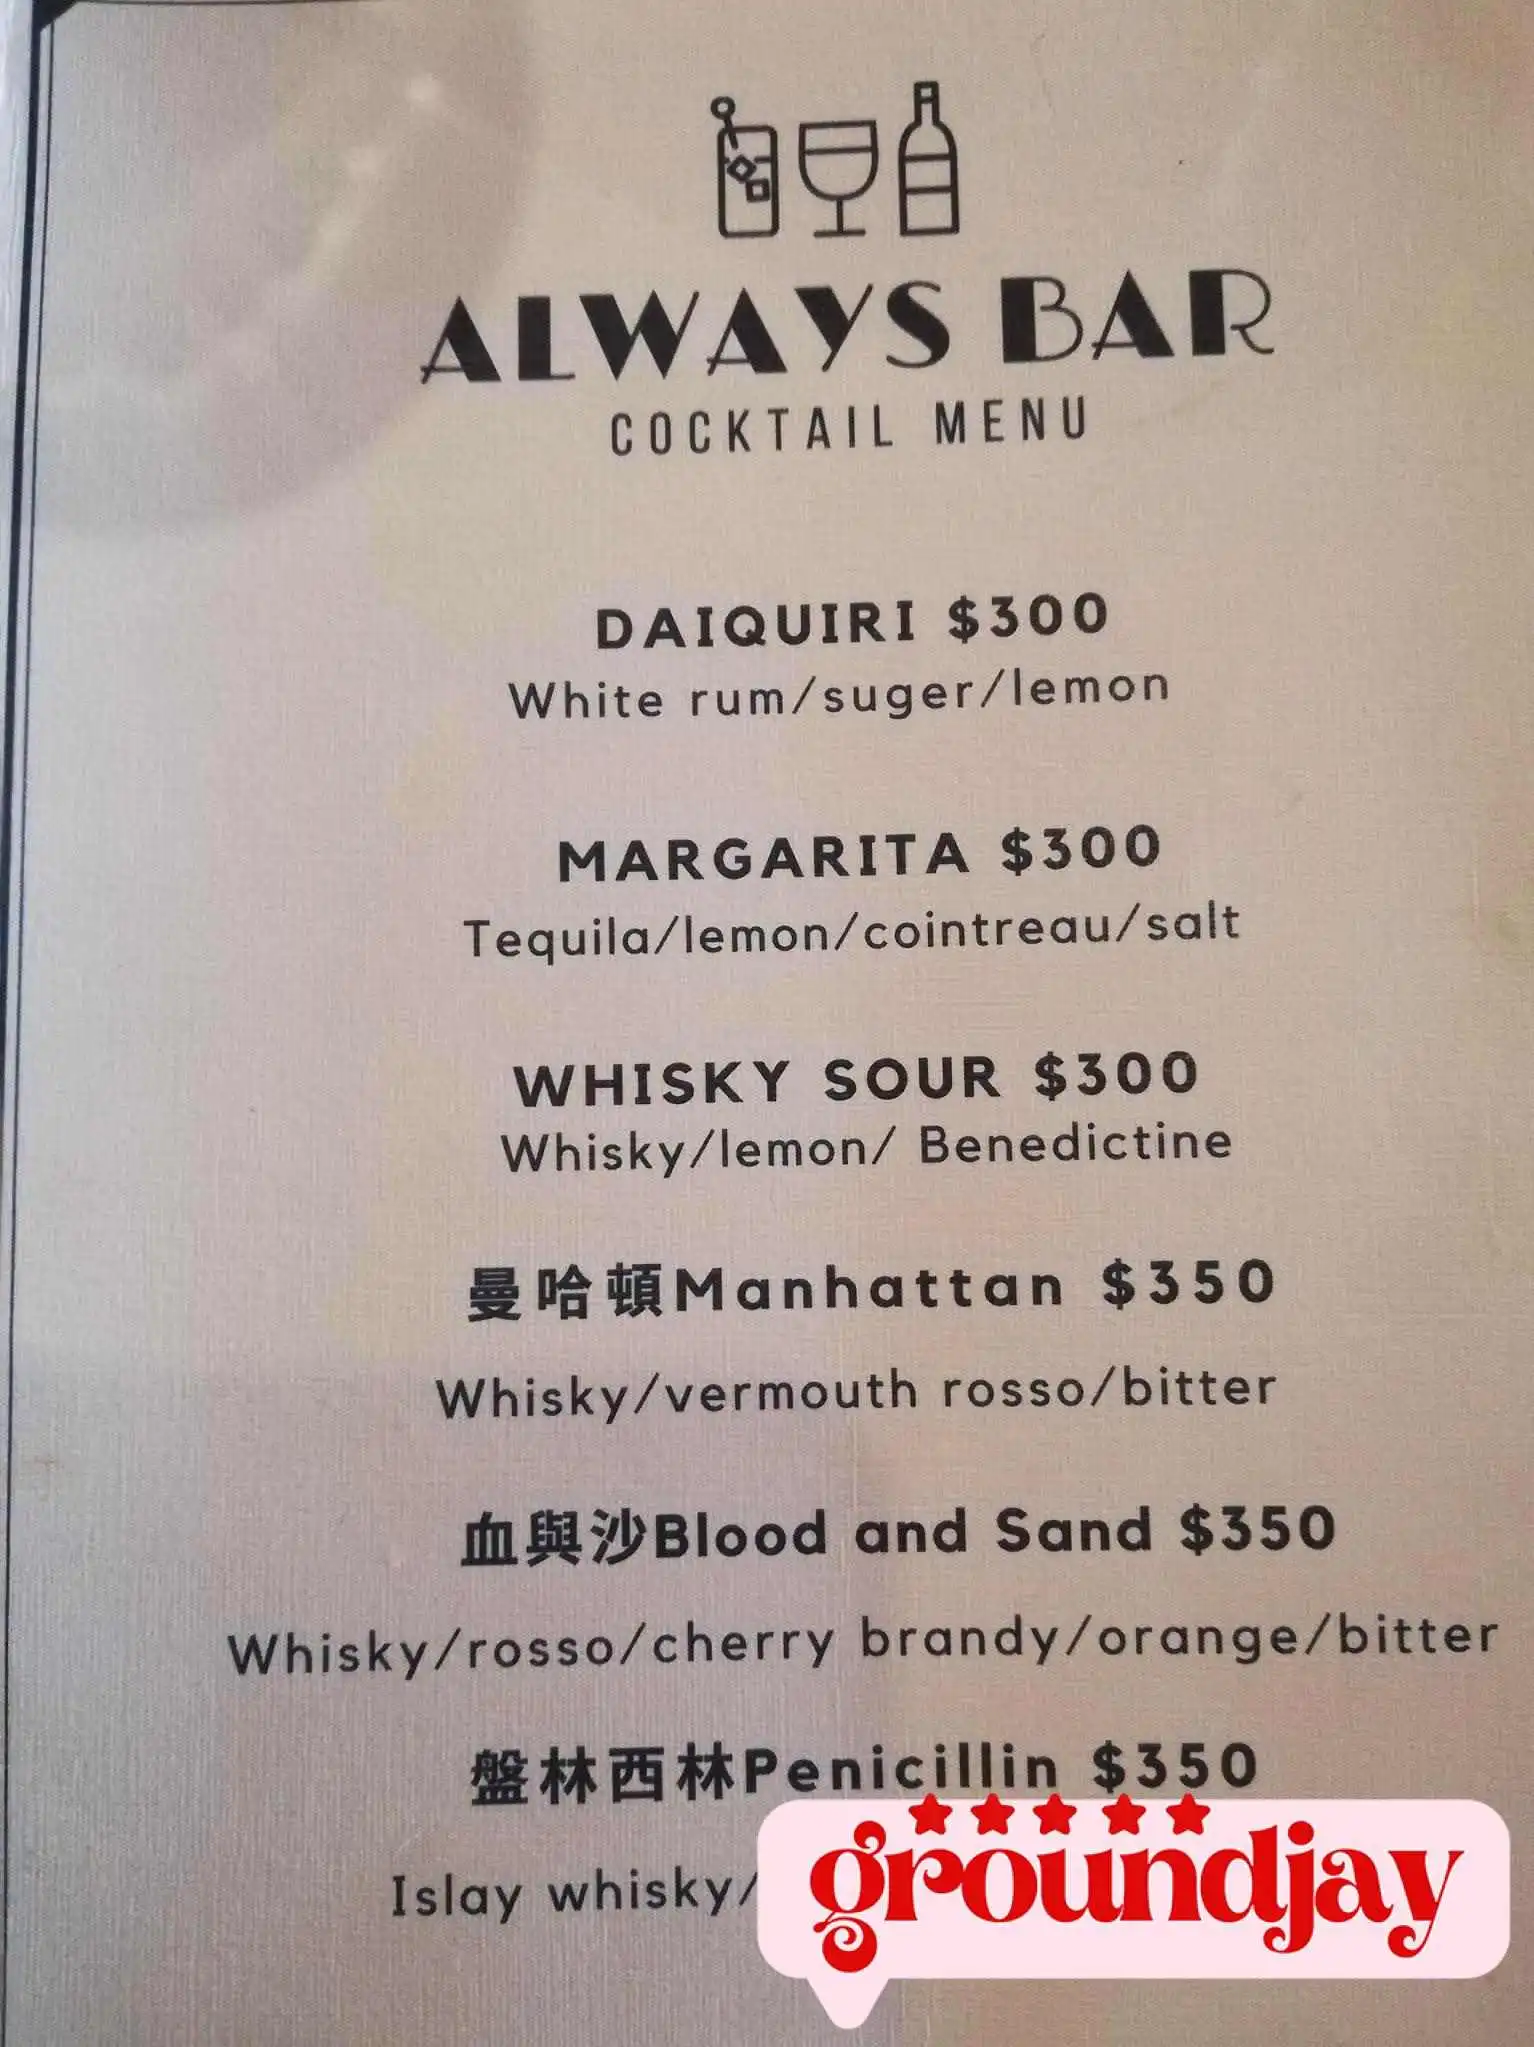 ALWAYS BAR
COCKTAIL MENU
DAIQUIRI $300
White rum/suger/lemon
MARGARITA $300
Tequila/lemon/cointreau/salt
WHISKY SOUR $300
Whisky/lemon/ Benedictine
曼哈頓Manhattan $350
Whisky/vermouth rosso/bitter
血與沙Blood and Sand $350
Whisky/rosso/cherry brandy/orange/bitter
盤林西林Penicillin $350
Islay whisky/
groundjay